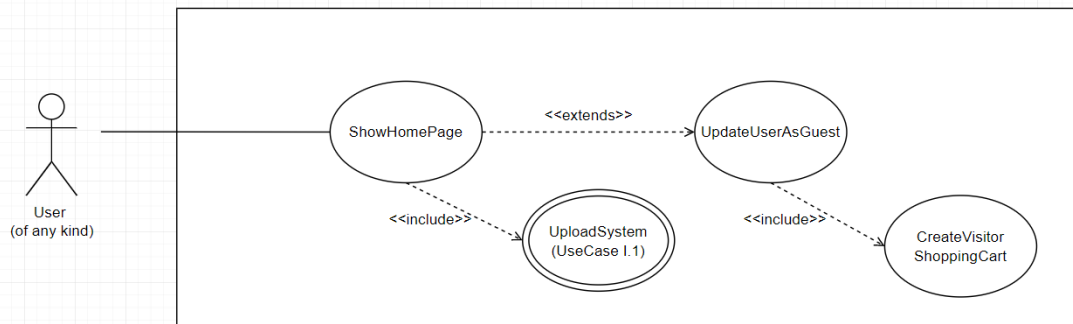 <<extends>>
ShowHomePage
UpdateUserAsGuest
User
(of any kind)
<<include>>
<<include>>
UploadSystem
(UseCase I.1)
CreateVisitor
ShoppingCart